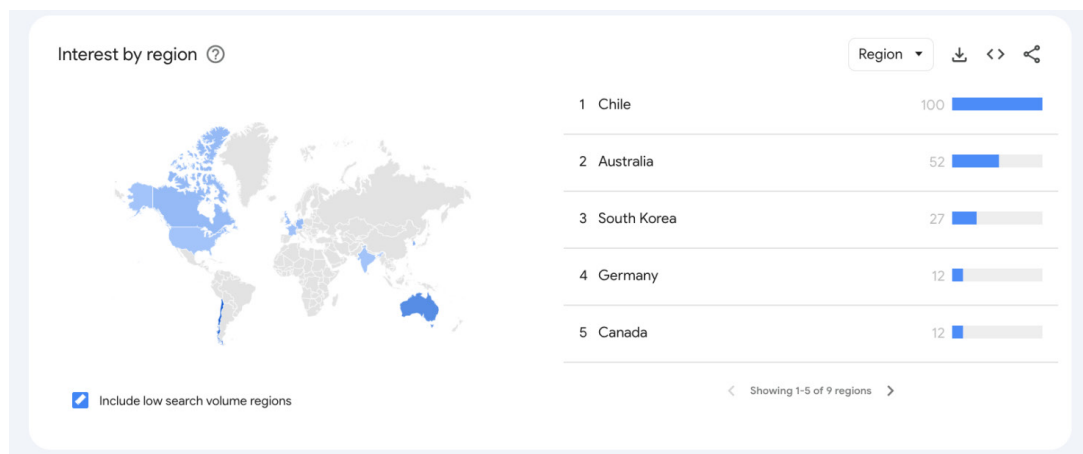 Interest by region
Region
1 Chile 100
2 Australia 52
3 South Korea 27
4 Germany 12
5 Canada 12
Include low search volume regions
Showing 1-5 of 9 regions